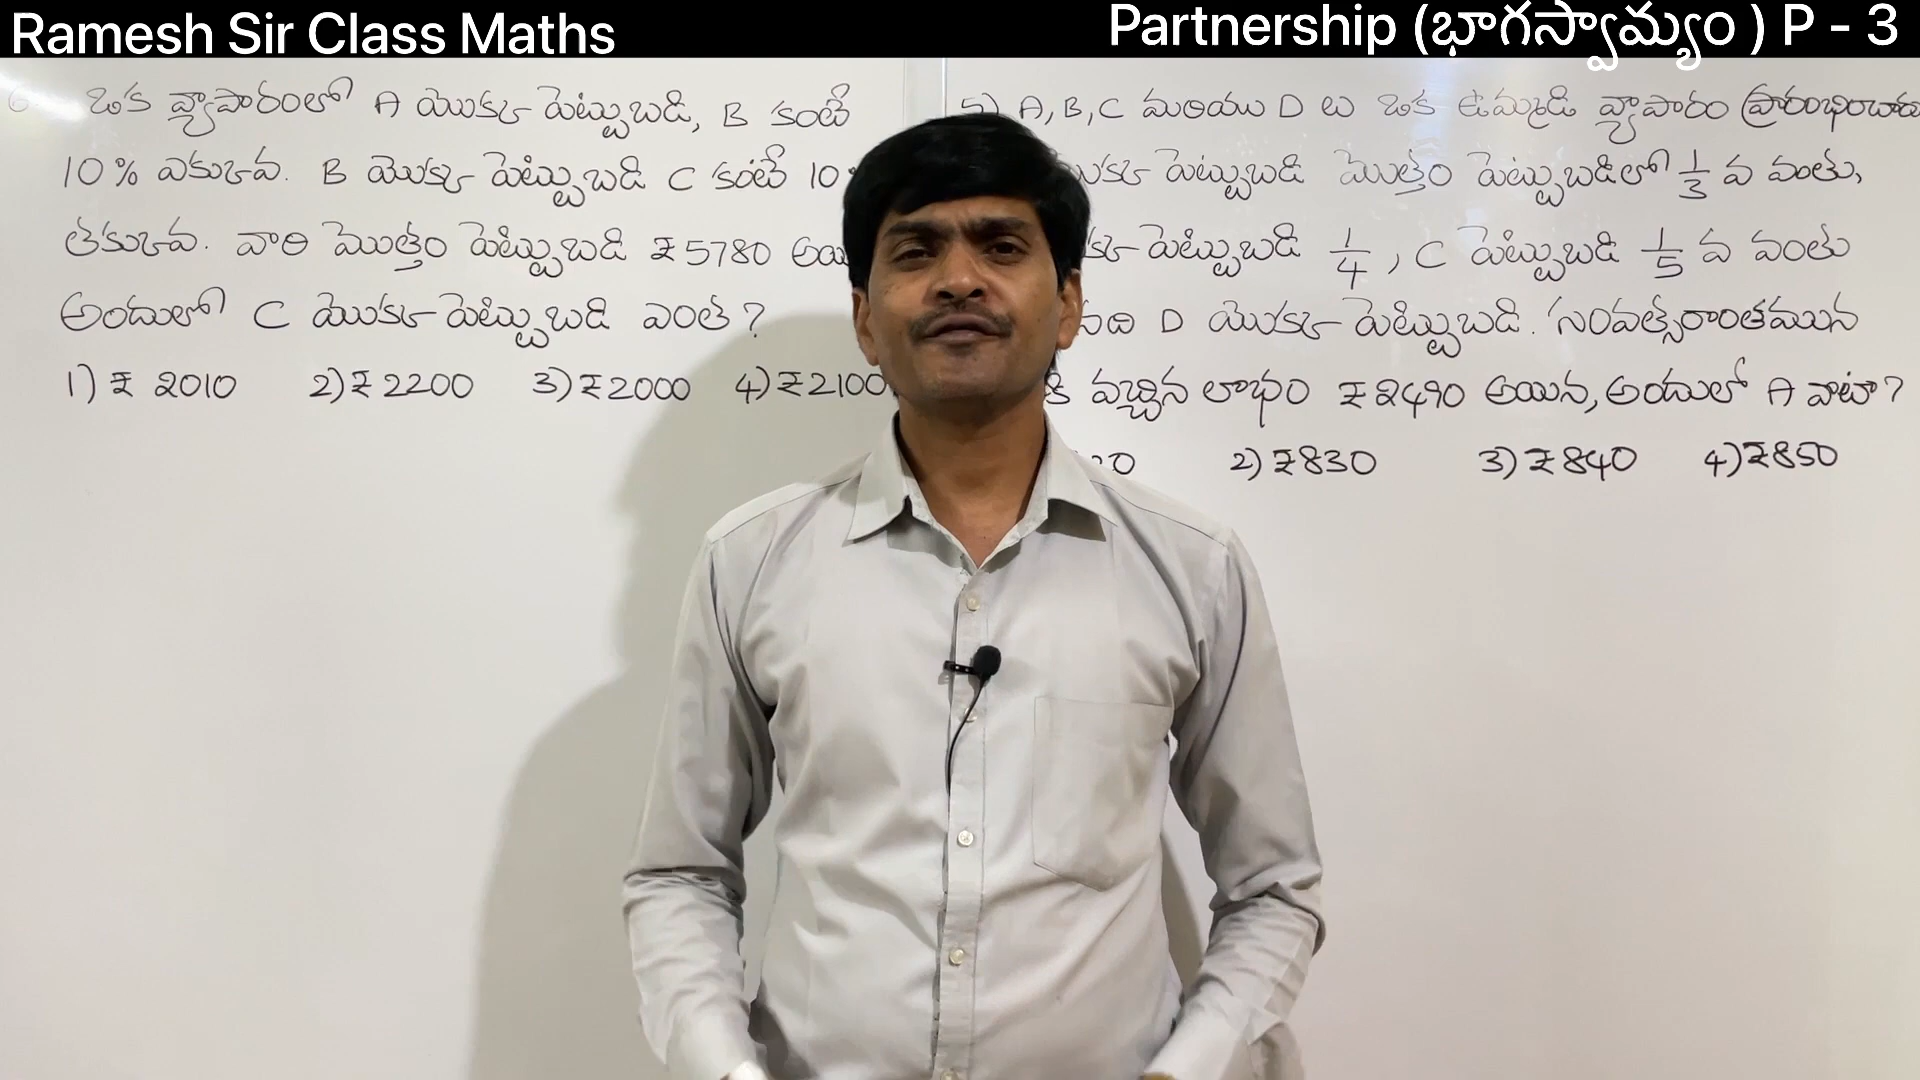 Ramesh Sir Class Maths
Partnership (భాగస్వామ్యం ) P - 3
ఒక వ్యాపారంలో A యొక్క పెట్టుబడి, B కంటే
10% ఎక్కువ. B యొక్క పెట్టుబడి C కంటే 10
తక్కువ. వారి మొత్తం పెట్టుబడి ₹5780
అందులో C యొక్క పెట్టుబడి ఎంత?
1) ₹ 2010 2) ₹2200 3) ₹2000 4) ₹2100
5) A, B, C మరియు D లు ఒక ఉమ్మడి వ్యాపారం ప్రారంభించారు
పెట్టుబడి మొత్తం పెట్టుబడిలో 1/3 వ వంతు,
పెట్టుబడి 1/4, C పెట్టుబడి 1/5 వ వంతు
D యొక్క పెట్టుబడి. సంవత్సరాంతమున
వచ్చిన లాభం ₹2490 అయిన, అందులో A వాటా?
2) ₹830 3) ₹840 4) ₹850